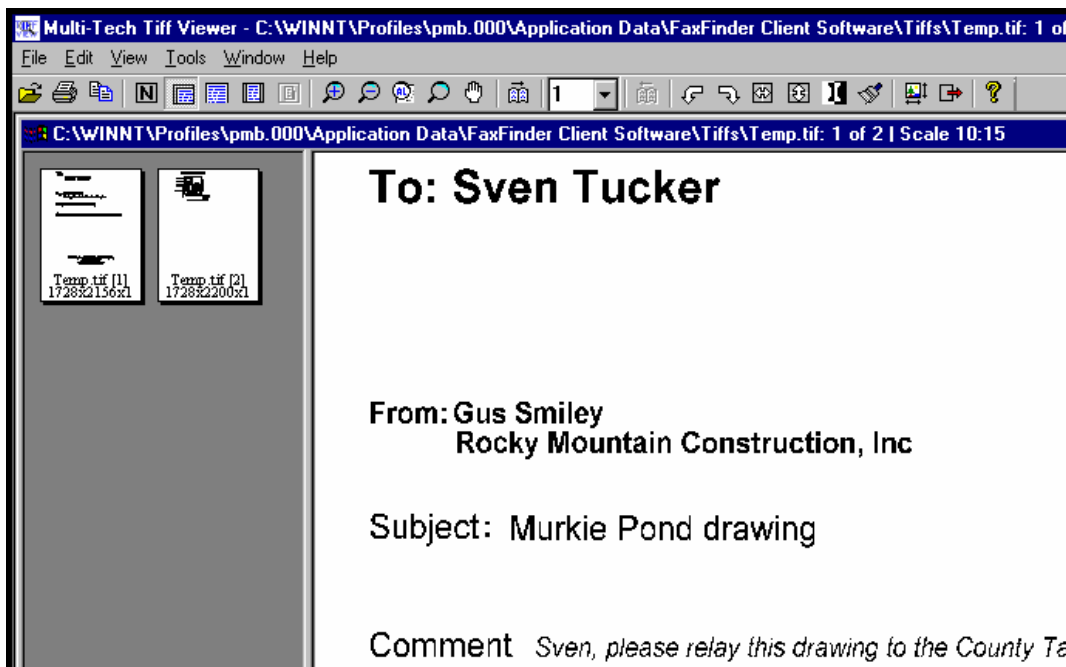 Multi-Tech Tiff Viewer - C:\WINNT\Profiles\pmb.000\Application Data\FaxFinder Client Software\Tiffs\Temp.tif: 1 of
File Edit View Tools Window Help
N 1
C:\WINNT\Profiles\pmb.000\Application Data\FaxFinder Client Software\Tiffs\Temp.tif: 1 of 2 | Scale 10:15
Temp.tif [1]
1728x2156x1
Temp.tif [2]
1728x2200x1
To: Sven Tucker
From: Gus Smiley
Rocky Mountain Construction, Inc
Subject: Murkie Pond drawing
Comment Sven, please relay this drawing to the County Ta